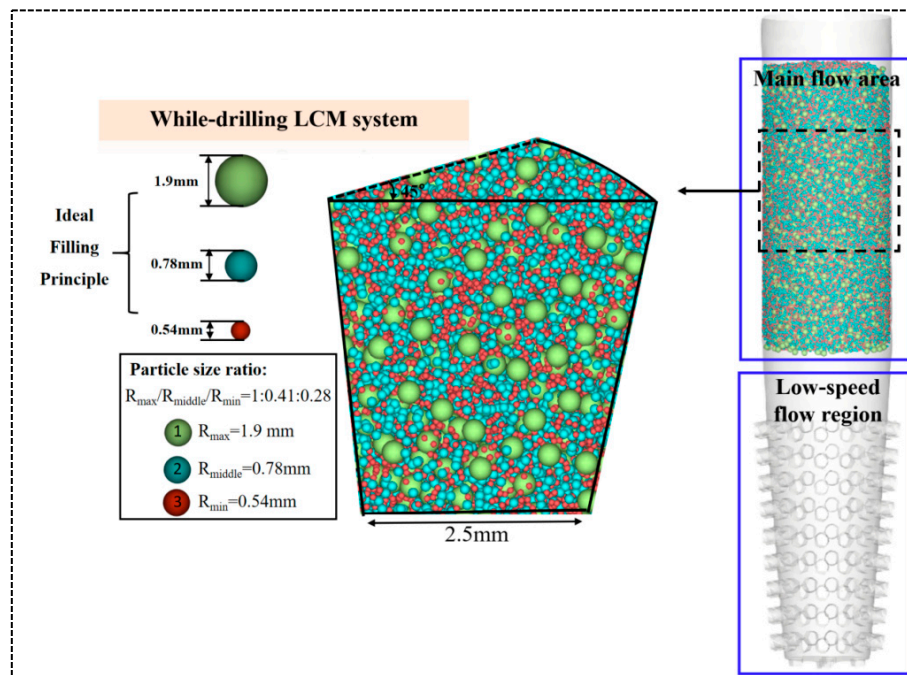 While-drilling LCM system
1.9mm
Ideal
Filling
Principle
0.78mm
0.54mm
Particle size ratio:
Rmax/Rmiddle/Rmin=1:0.41:0.28
1 Rmax=1.9 mm
2 Rmiddle=0.78mm
3 Rmin=0.54mm
45°
2.5mm
Main flow area
Low-speed
flow region